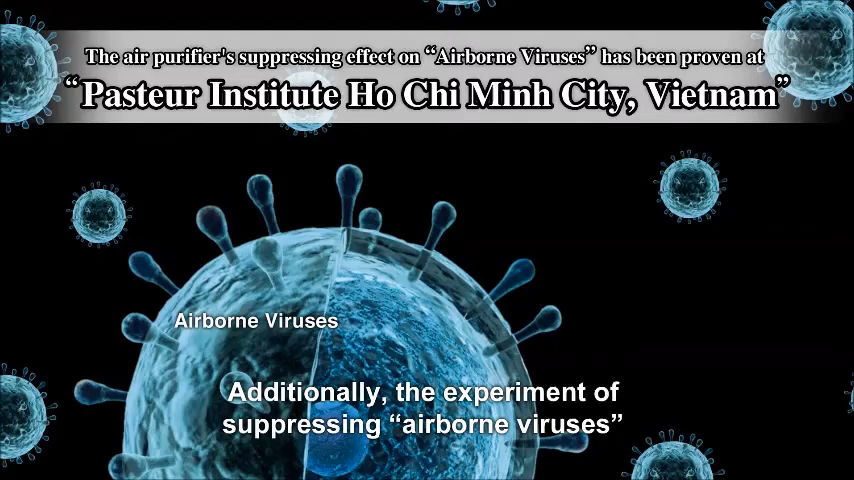 The air purifier's suppressing effect on “Airborne Viruses” has been proven at
“Pasteur Institute Ho Chi Minh City, Vietnam”
Airborne Viruses
Additionally, the experiment of
suppressing “airborne viruses”